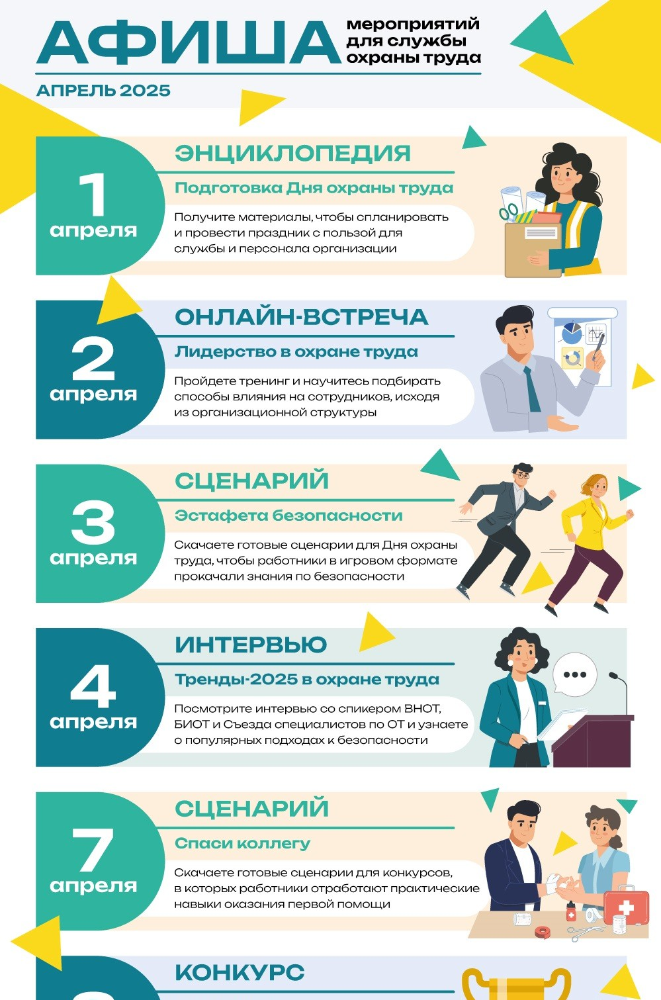 АФИША
мероприятий
для службы
охраны труда
АПРЕЛЬ 2025
1
апреля
ЭНЦИКЛОПЕДИЯ
Подготовка Дня охраны труда
Получите материалы, чтобы спланировать
и провести праздник с пользой для
службы и персонала организации
2
апреля
ОНЛАЙН-ВСТРЕЧА
Лидерство в охране труда
Пройдете тренинг и научитесь подбирать
способы влияния на сотрудников, исходя
из организационной структуры
3
апреля
СЦЕНАРИЙ
Эстафета безопасности
Скачаете готовые сценарии для Дня охраны
труда, чтобы работники в игровом формате
прокачали знания по безопасности
4
апреля
ИНТЕРВЬЮ
Тренды-2025 в охране труда
Посмотрите интервью со спикером ВНОТ,
БИОТ и Съезда специалистов по ОТ и узнаете
о популярных подходах к безопасности
7
апреля
СЦЕНАРИЙ
Спаси коллегу
Скачаете готовые сценарии для конкурсов,
в которых работники отработают практические
навыки оказания первой помощи
КОНКУРС